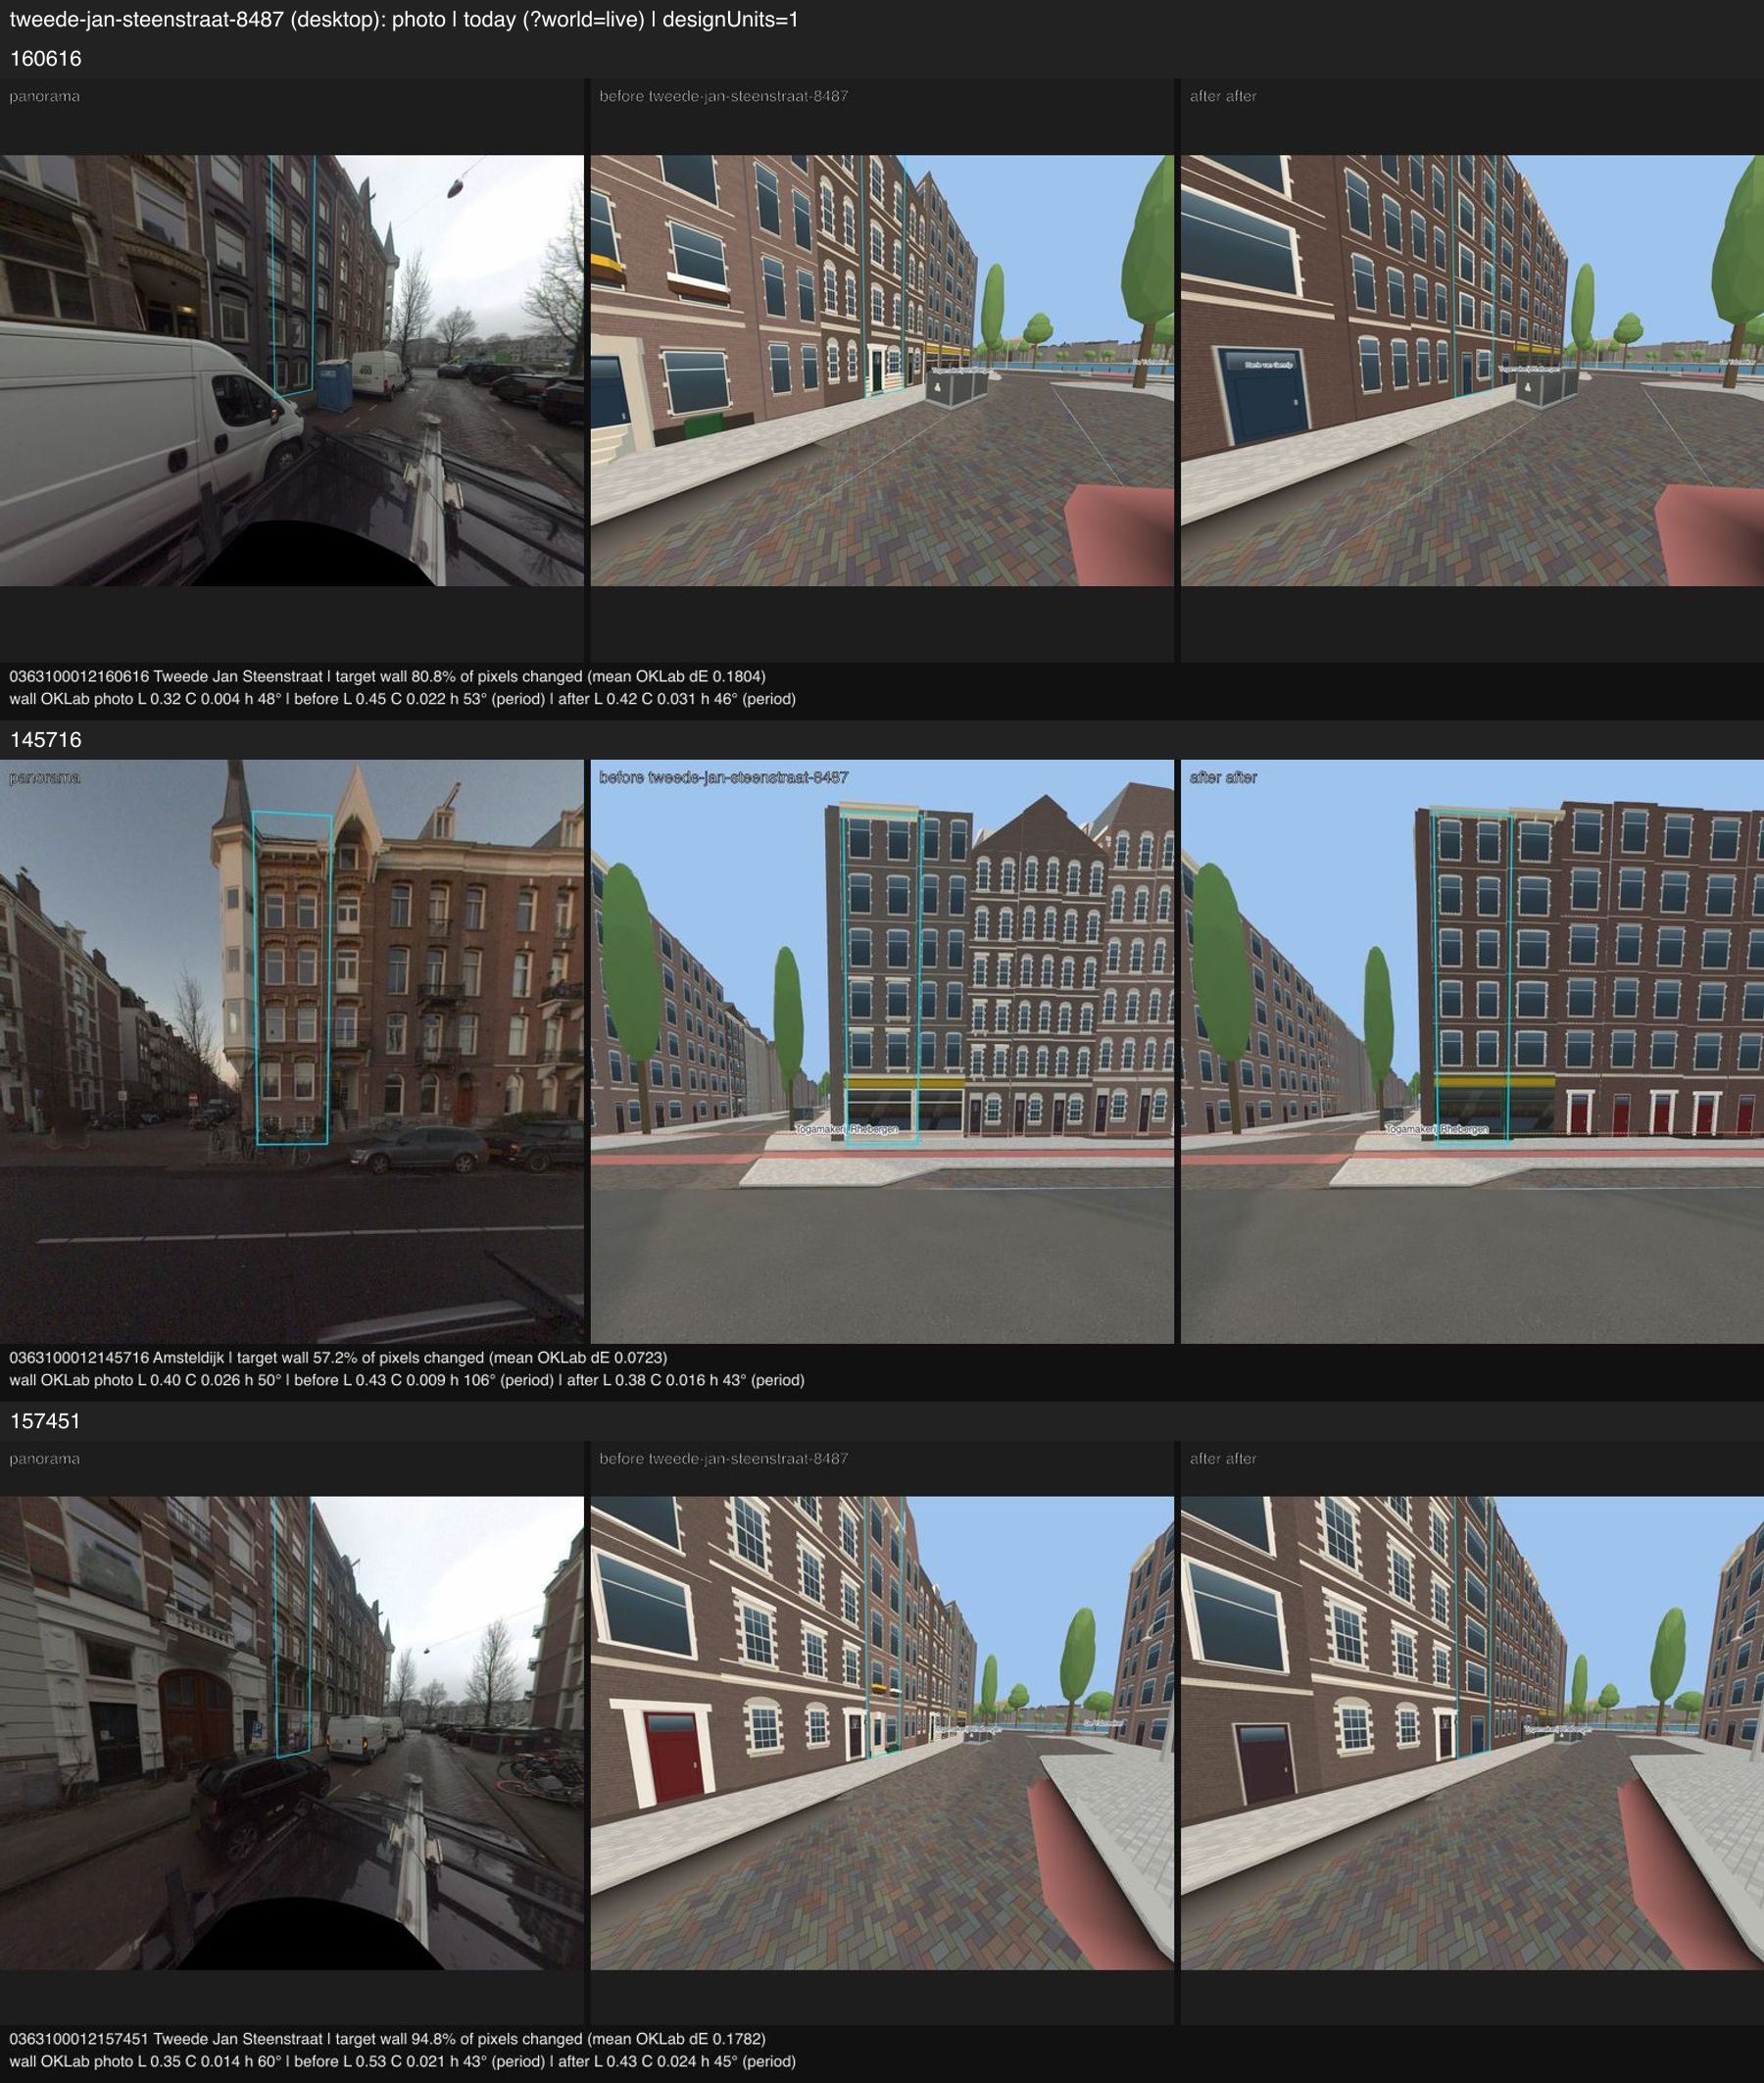 tweede-jan-steenstraat-8487 (desktop): photo | today (?world=live) | designUnits=1
160616
panorama
before tweede-jan-steenstraat-8487
after after
0363100012160616 Tweede Jan Steenstraat | target wall 80.8% of pixels changed (mean OKLab dE 0.1804)
wall OKLab photo L 0.32 C 0.004 h 48° | before L 0.45 C 0.022 h 53° (period) | after L 0.42 C 0.031 h 46° (period)
145716
panorama
before tweede-jan-steenstraat-8487
after after
Togamakerij Rhebergen
Togamakerij Rhebergen
0363100012145716 Amsteldijk | target wall 57.2% of pixels changed (mean OKLab dE 0.0723)
wall OKLab photo L 0.40 C 0.026 h 50° | before L 0.43 C 0.009 h 106° (period) | after L 0.38 C 0.016 h 43° (period)
157451
panorama
before tweede-jan-steenstraat-8487
after after
0363100012157451 Tweede Jan Steenstraat | target wall 94.8% of pixels changed (mean OKLab dE 0.1782)
wall OKLab photo L 0.35 C 0.014 h 60° | before L 0.53 C 0.021 h 43° (period) | after L 0.43 C 0.024 h 45° (period)